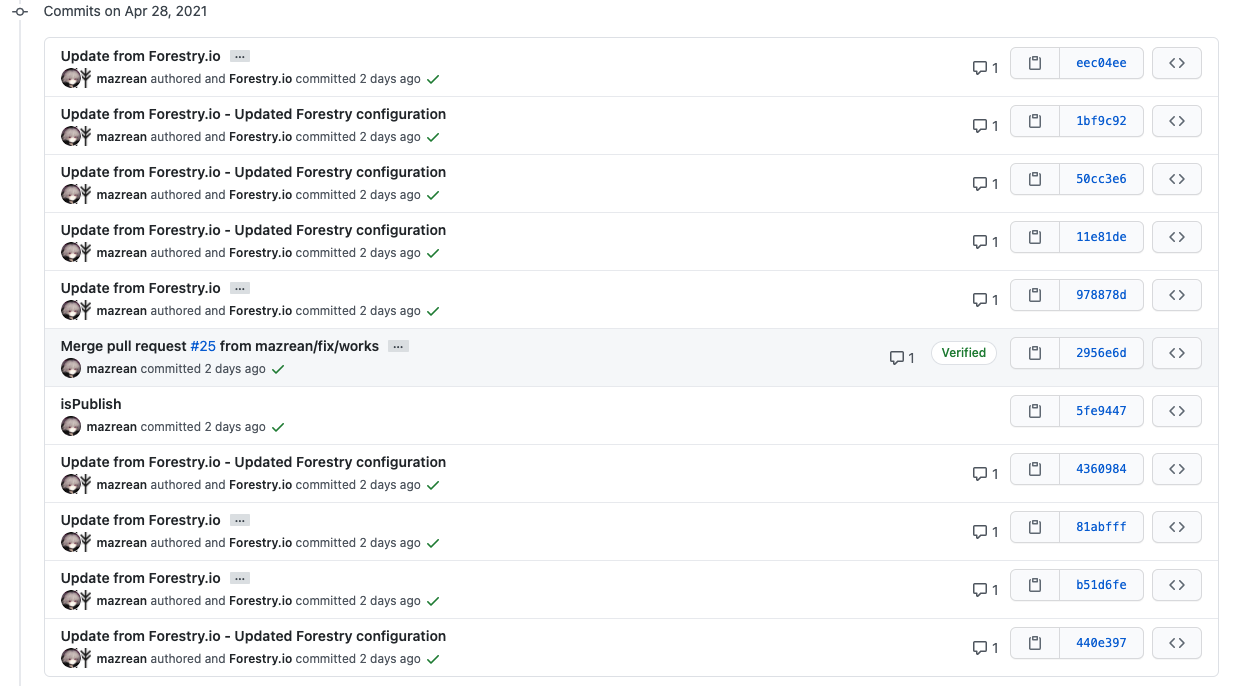 Commits on Apr 28, 2021
Update from Forestry.io ...
mazrean authored and Forestry.io committed 2 days ago
1 eec04ee
Update from Forestry.io - Updated Forestry configuration
mazrean authored and Forestry.io committed 2 days ago
1 1bf9c92
Update from Forestry.io - Updated Forestry configuration
mazrean authored and Forestry.io committed 2 days ago
1 50cc3e6
Update from Forestry.io - Updated Forestry configuration
mazrean authored and Forestry.io committed 2 days ago
1 11e81de
Update from Forestry.io ...
mazrean authored and Forestry.io committed 2 days ago
1 978878d
Merge pull request #25 from mazrean/fix/works ...
mazrean committed 2 days ago
1 Verified 2956e6d
isPublish
mazrean committed 2 days ago
5fe9447
Update from Forestry.io - Updated Forestry configuration
mazrean authored and Forestry.io committed 2 days ago
1 4360984
Update from Forestry.io ...
mazrean authored and Forestry.io committed 2 days ago
1 81abfff
Update from Forestry.io ...
mazrean authored and Forestry.io committed 2 days ago
1 b51d6fe
Update from Forestry.io - Updated Forestry configuration
mazrean authored and Forestry.io committed 2 days ago
1 440e397